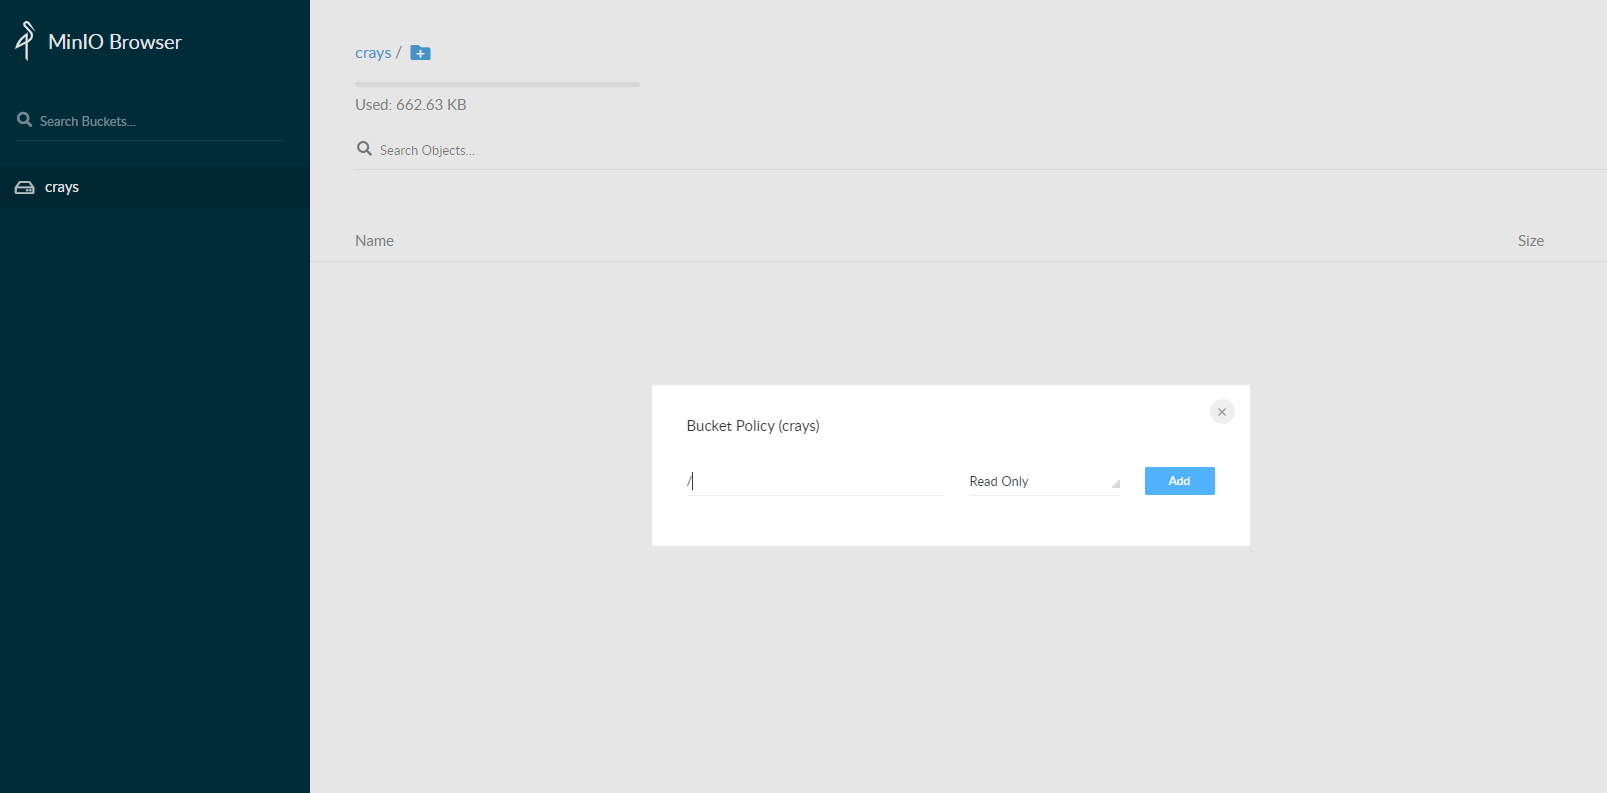 MinIO Browser
Search Buckets...
crays
crays /
Used: 662.63 KB
Search Objects...
Name Size
Bucket Policy (crays)
/ Read Only Add